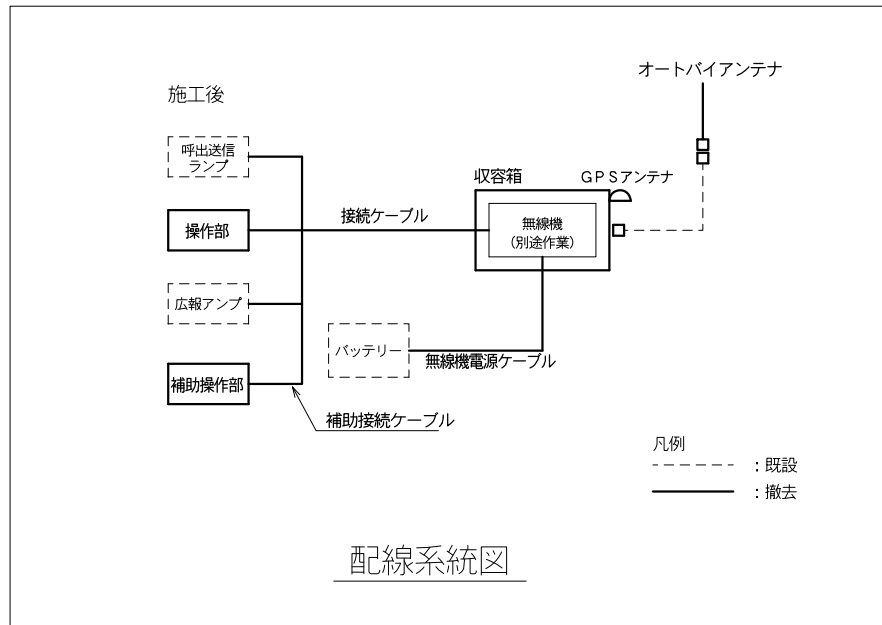 オートバイアンテナ
施工後
呼出送信
ランプ
収容箱
GPSアンテナ
操作部
接続ケーブル
無線機
(別途作業)
広報アンプ
バッテリー
無線機電源ケーブル
補助操作部
補助接続ケーブル
凡例
:既設
:撤去
配線系統図